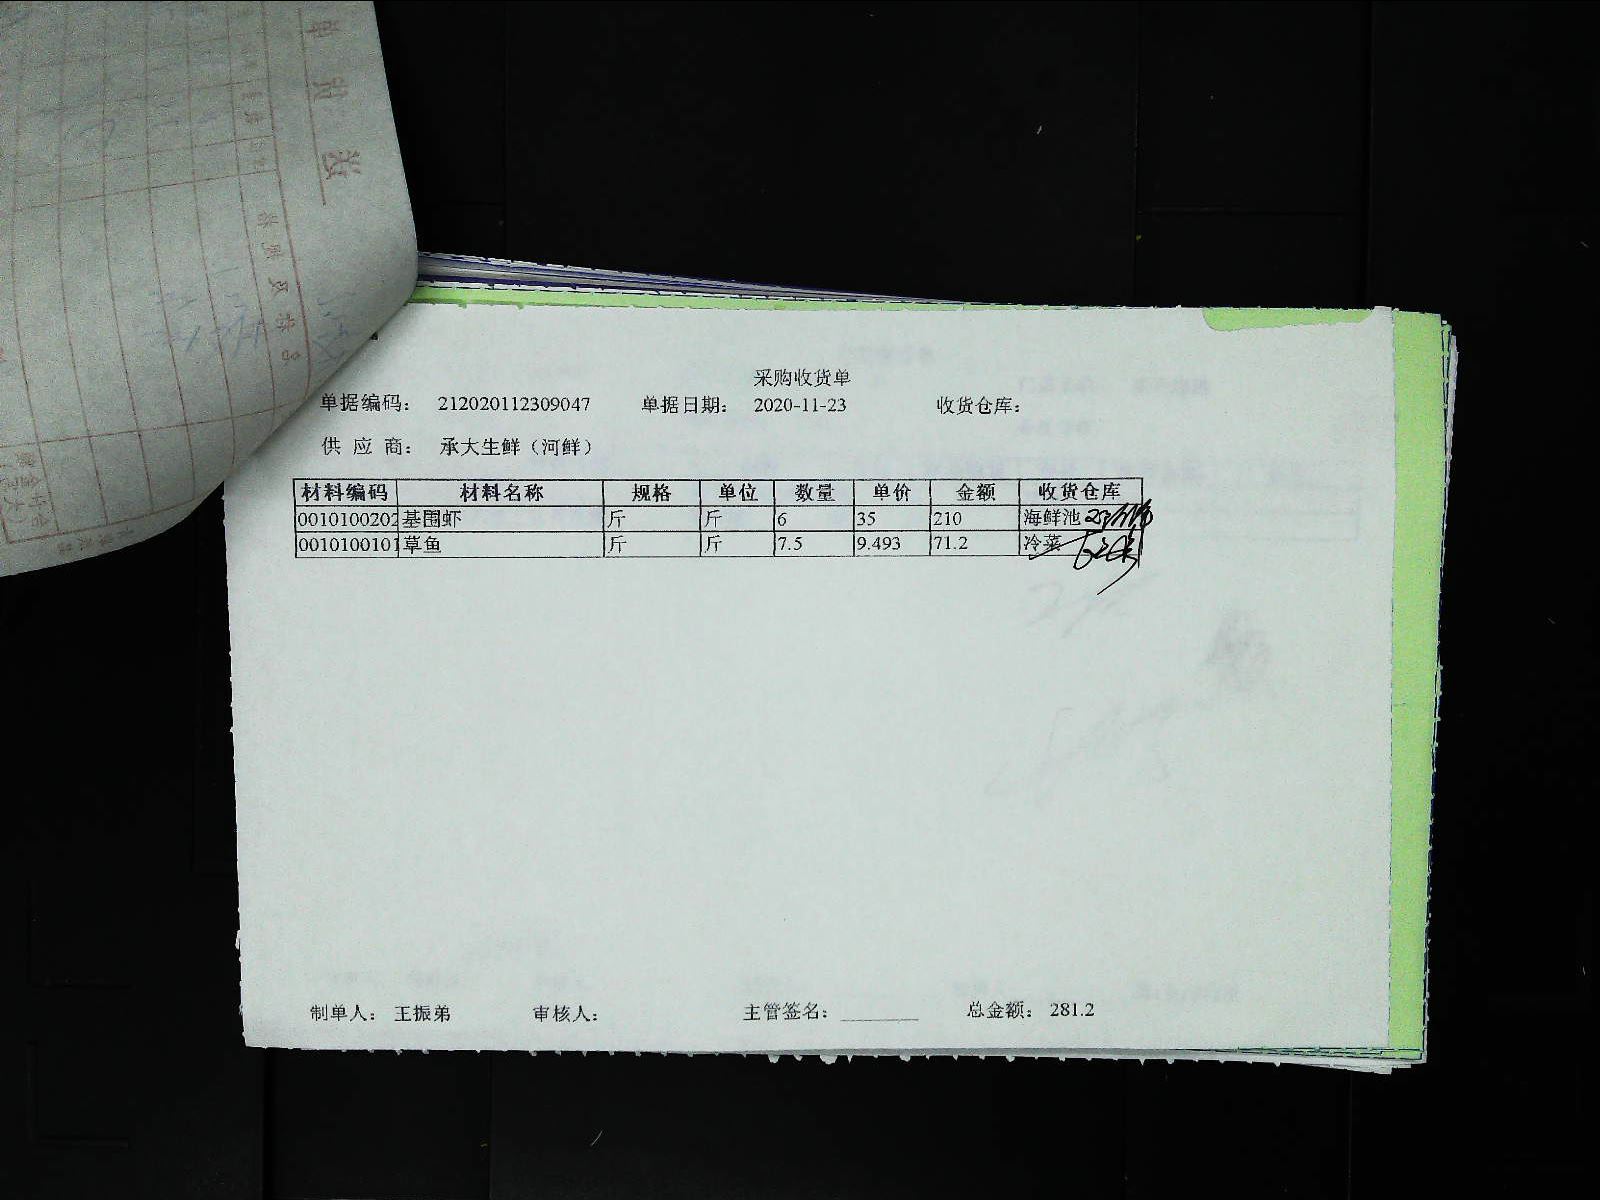 采购收货单
单据编码： 212020112309047 单据日期： 2020-11-23 收货仓库：
供 应 商： 承大生鲜（河鲜）
材料编码 材料名称 规格 单位 数量 单价 金额 收货仓库
0010100202 基围虾 斤 斤 6 35 210 海鲜池
0010100101 草鱼 斤 斤 7.5 9.493 71.2 冷菜
制单人： 王振弟 审核人： 主管签名： ________ 总金额： 281.2